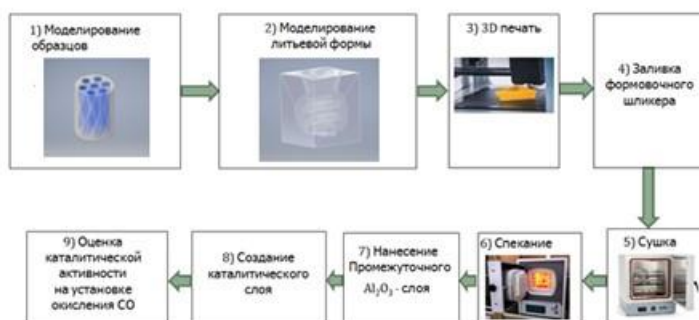 1) Моделирование
образцов
2) Моделирование
литьевой формы
3) 3D печать
4) Заливка
формовочного
шликера
5) Сушка
6) Спекание
7) Нанесение
Промежуточного
Al₂O₃ - слоя
8) Создание
каталитического
слоя
9) Оценка
каталитической
активности
на установке
окисления СО